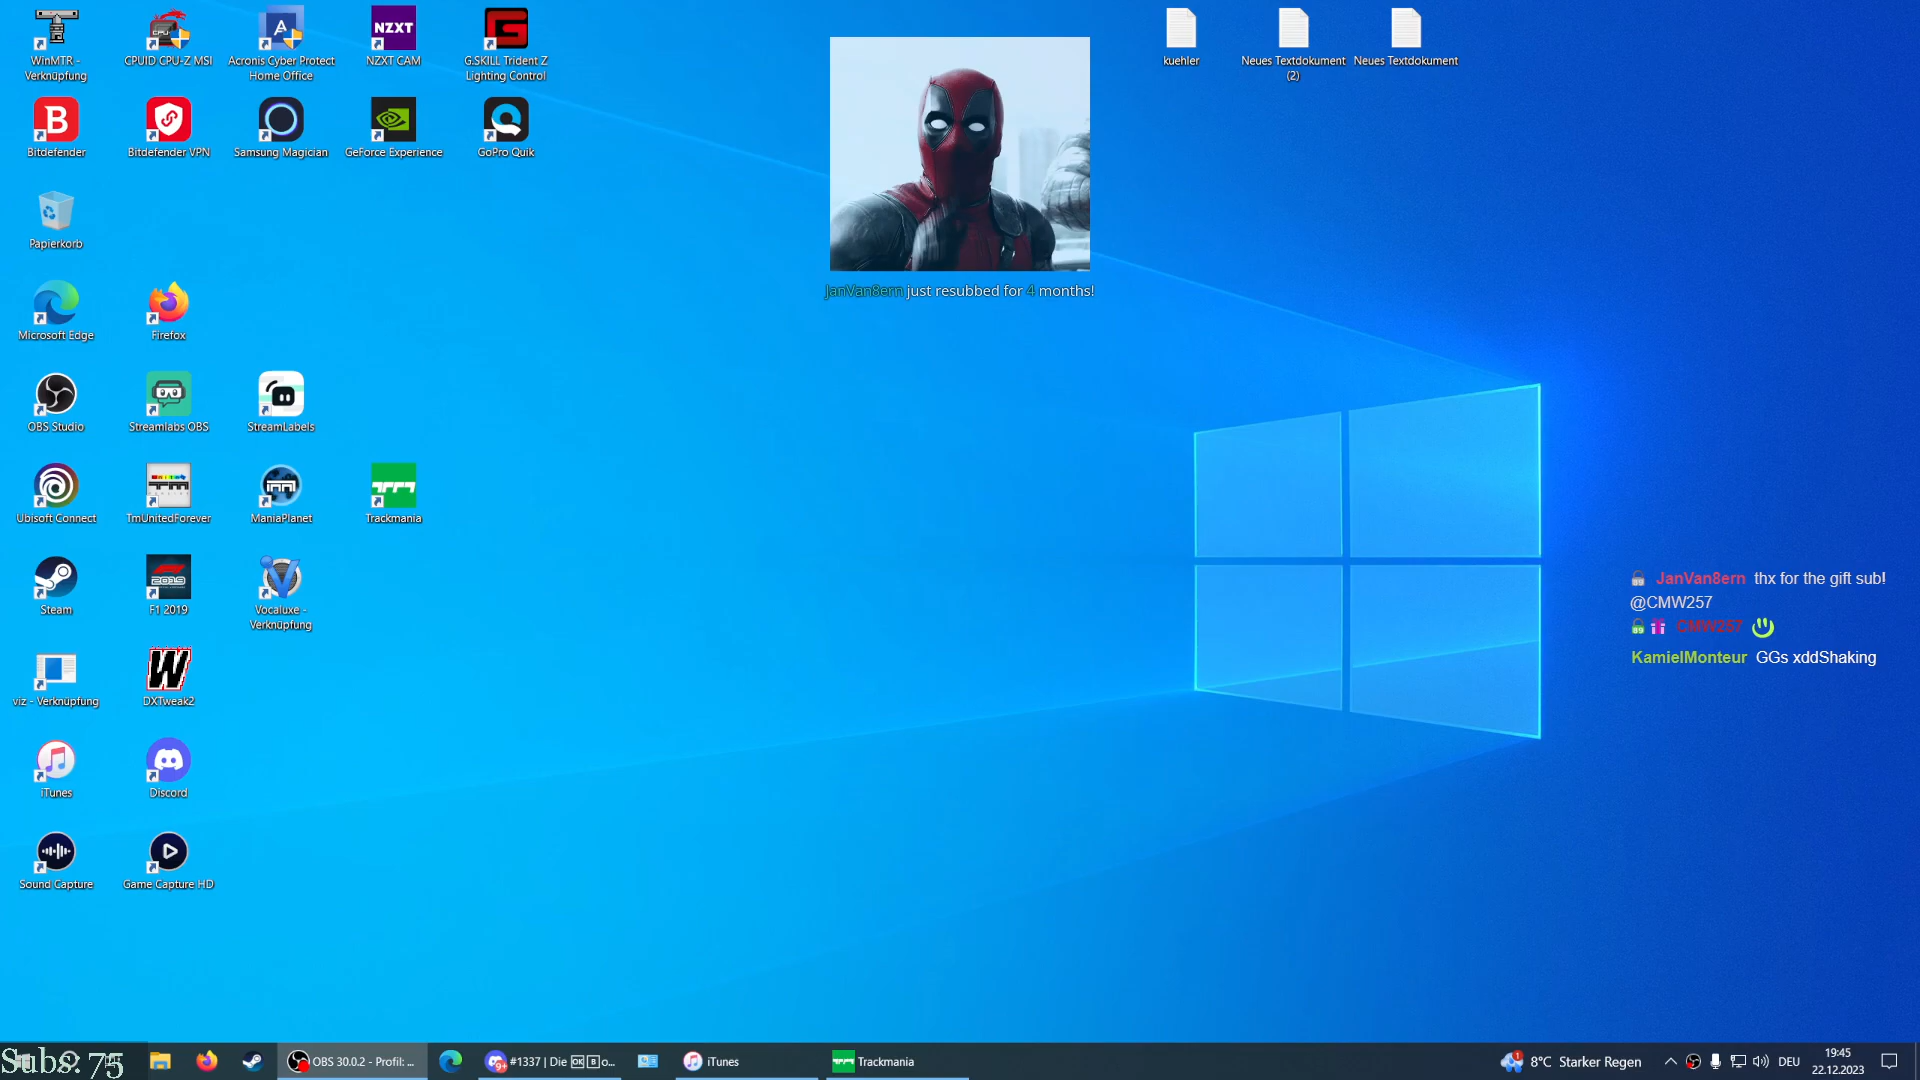 WinMTR -
Verknüpfung
CPUID CPU-Z MSI
Acronis Cyber Protect
Home Office
NZXT
NZXT CAM
G.SKILL Trident Z
Lighting Control
kuehler
Neues Textdokument
(2)
Neues Textdokument
Bitdefender
Bitdefender VPN
Samsung Magician
GeForce Experience
GoPro Quik
Papierkorb
JanVan8ern just resubbed for 4 months!
Microsoft Edge
Firefox
OBS Studio
Streamlabs OBS
StreamLabels
Ubisoft Connect
TmUnitedForever
ManiaPlanet
Trackmania
Steam
F1 2019
Vocaluxe -
Verknüpfung
JanVan8ern thx for the gift sub!
@CMW257
CMW257
KamielMonteur GGs xddShaking
viz - Verknüpfung
DXTweak2
iTunes
Discord
Sound Capture
Game Capture HD
Subs: 75
OBS 30.0.2 - Profil: ...
#1337 | Die OK B o...
iTunes
Trackmania
8°C Starker Regen
DEU
19:45
22.12.2023